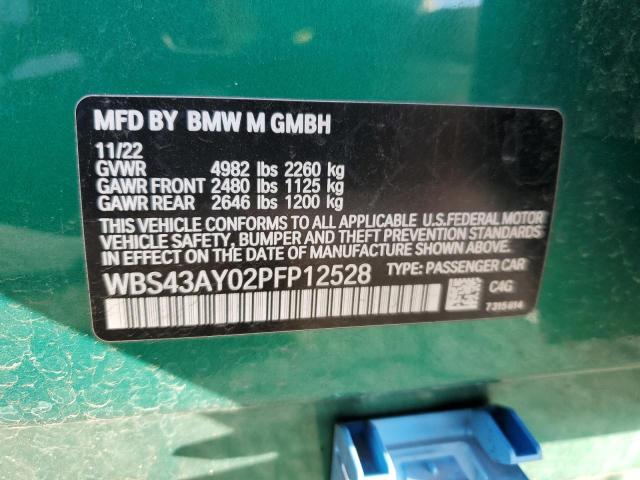 MFD BY BMW M GMBH
11/22
GVWR 4982 lbs 2260 kg
GAWR FRONT 2480 lbs 1125 kg
GAWR REAR 2646 lbs 1200 kg
THIS VEHICLE CONFORMS TO ALL APPLICABLE U.S.FEDERAL MOTOR
VEHICLE SAFETY, BUMPER AND THEFT PREVENTION STANDARDS
IN EFFECT ON THE DATE OF MANUFACTURE SHOWN ABOVE.
WBS43AY02PFP12528 TYPE: PASSENGER CAR
C4G
7315614